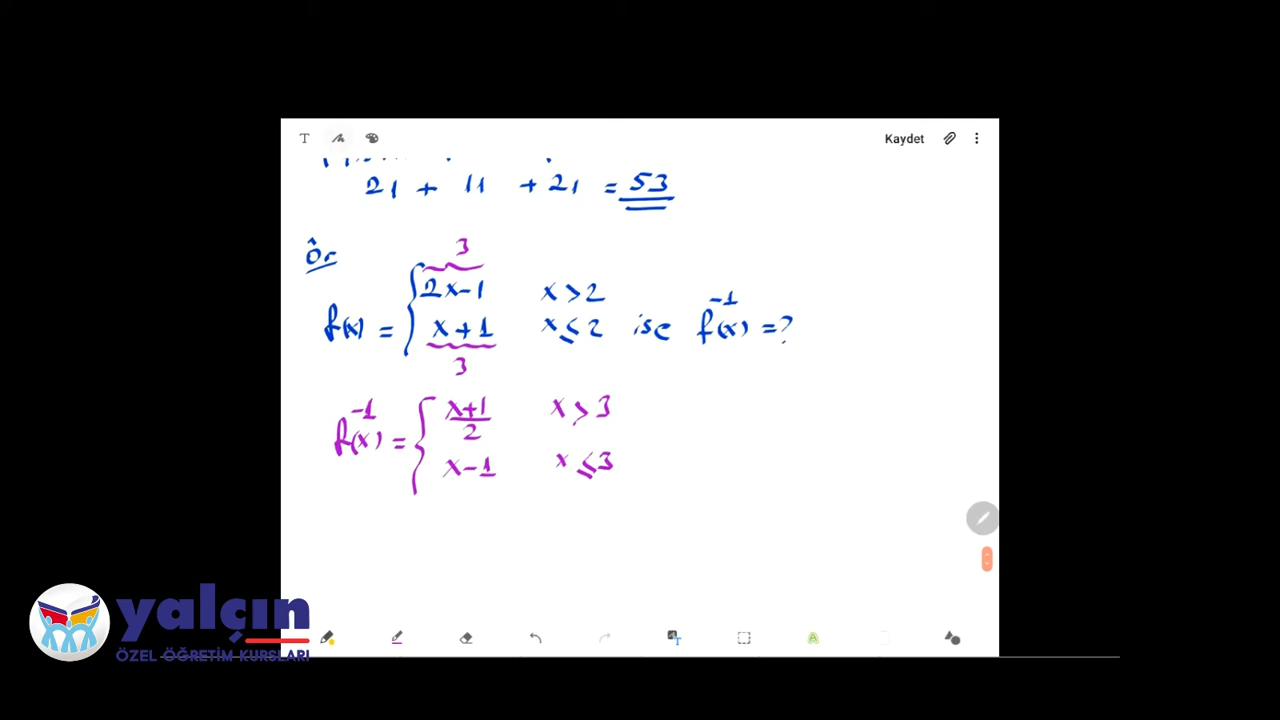 T Kaydet
21 + 11 + 21 = 53
Ör
3
2x-1 x>2
f(x) = x+1 x≤2 ise f⁻¹(x) =?
3
x+1/2 x>3
f⁻¹(x) =
x-1 x≤3
yalçın
ÖZEL ÖĞRETİM KURSLARI